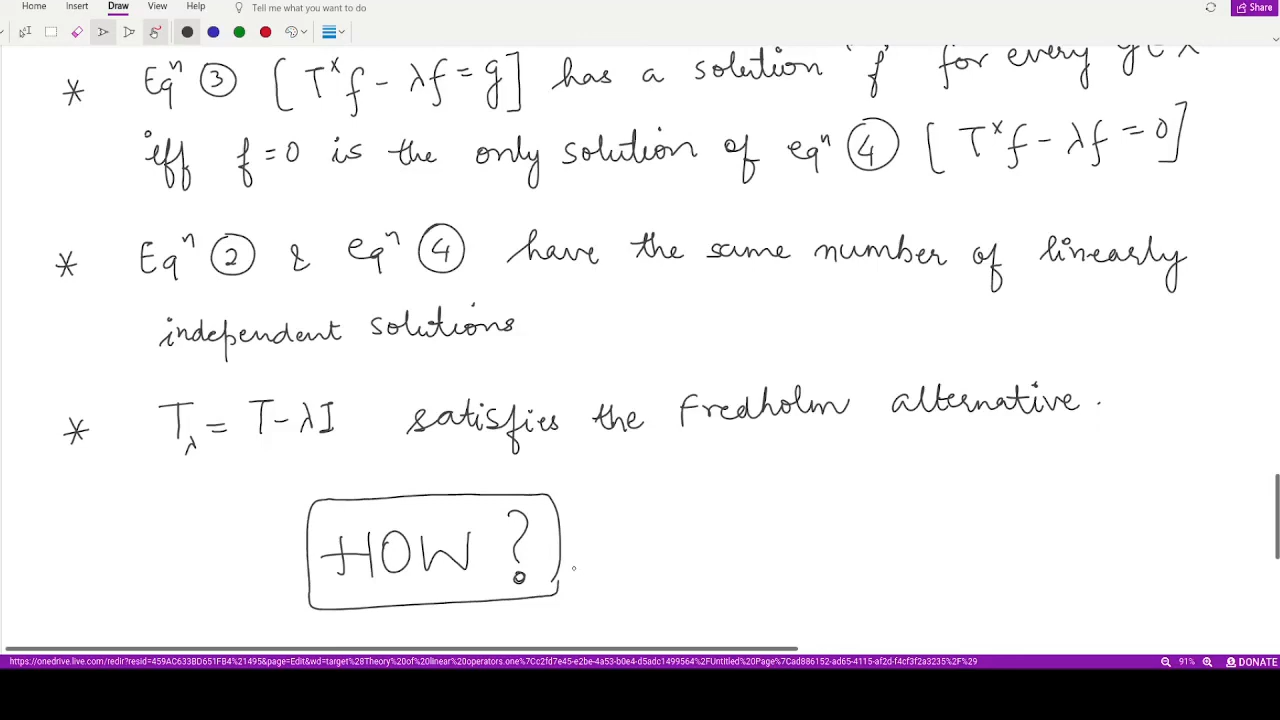 Home Insert Draw View Help Tell me what you want to do
Share
* Eqⁿ ③ [T˟f - λf = g] has a solution 'f' for every g ∈
iff f = 0 is the only solution of eqⁿ ④ [T˟f - λf = 0]
* Eqⁿ ② & eqⁿ ④ have the same number of linearly
independent solutions
* T_λ = T - λI satisfies the Fredholm alternative.
HOW ?
91% DONATE